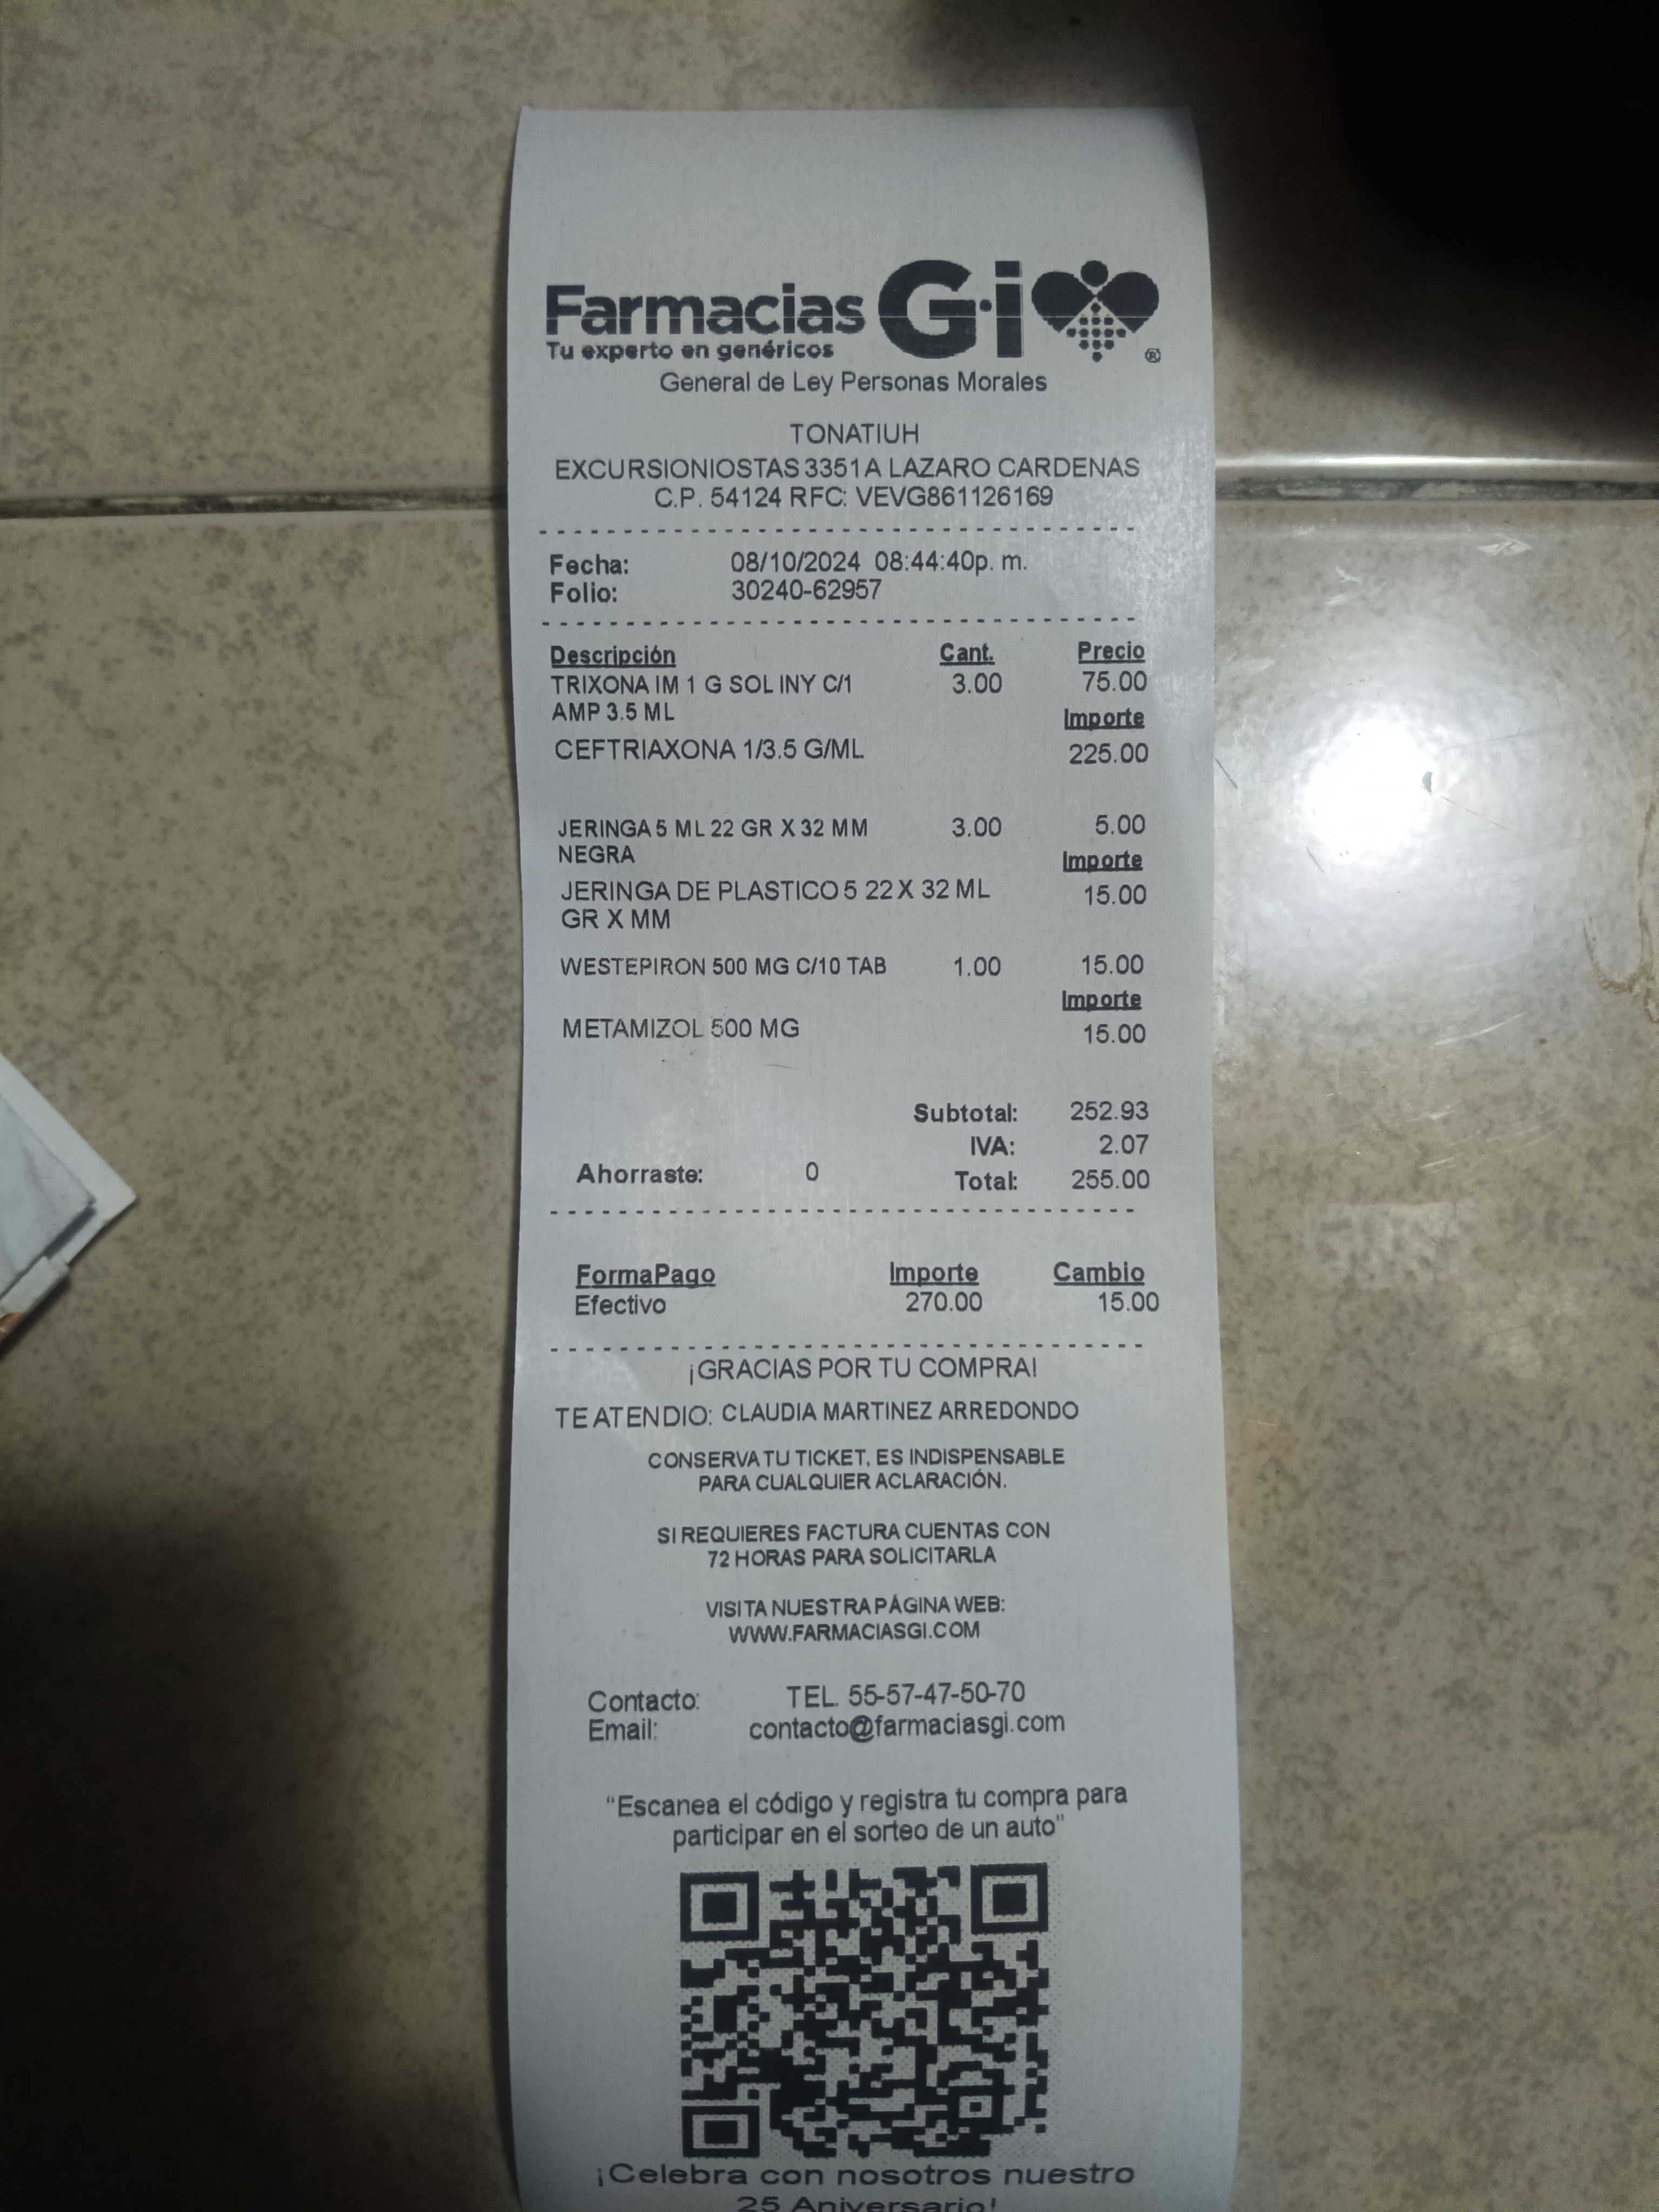 Farmacias G·i ®
Tu experto en genéricos
General de Ley Personas Morales
TONATIUH
EXCURSIONIOSTAS 3351A LAZARO CARDENAS
C.P. 54124 RFC: VEVG861126169
Fecha: 08/10/2024 08:44:40p. m.
Folio: 30240-62957
Descripción Cant. Precio
TRIXONA IM 1 G SOL INY C/1 3.00 75.00
AMP 3.5 ML Importe
CEFTRIAXONA 1/3.5 G/ML 225.00
JERINGA 5 ML 22 GR X 32 MM 3.00 5.00
NEGRA Importe
JERINGA DE PLASTICO 5 22 X 32 ML 15.00
GR X MM
WESTEPIRON 500 MG C/10 TAB 1.00 15.00
Importe
METAMIZOL 500 MG 15.00
Subtotal: 252.93
IVA: 2.07
Ahorraste: 0 Total: 255.00
FormaPago Importe Cambio
Efectivo 270.00 15.00
¡GRACIAS POR TU COMPRA!
TE ATENDIO: CLAUDIA MARTINEZ ARREDONDO
CONSERVA TU TICKET, ES INDISPENSABLE
PARA CUALQUIER ACLARACIÓN.
SI REQUIERES FACTURA CUENTAS CON
72 HORAS PARA SOLICITARLA
VISITA NUESTRA PÁGINA WEB:
WWW.FARMACIASGI.COM
Contacto: TEL. 55-57-47-50-70
Email: contacto@farmaciasgi.com
"Escanea el código y registra tu compra para
participar en el sorteo de un auto"
¡Celebra con nosotros nuestro
25 Aniversario!